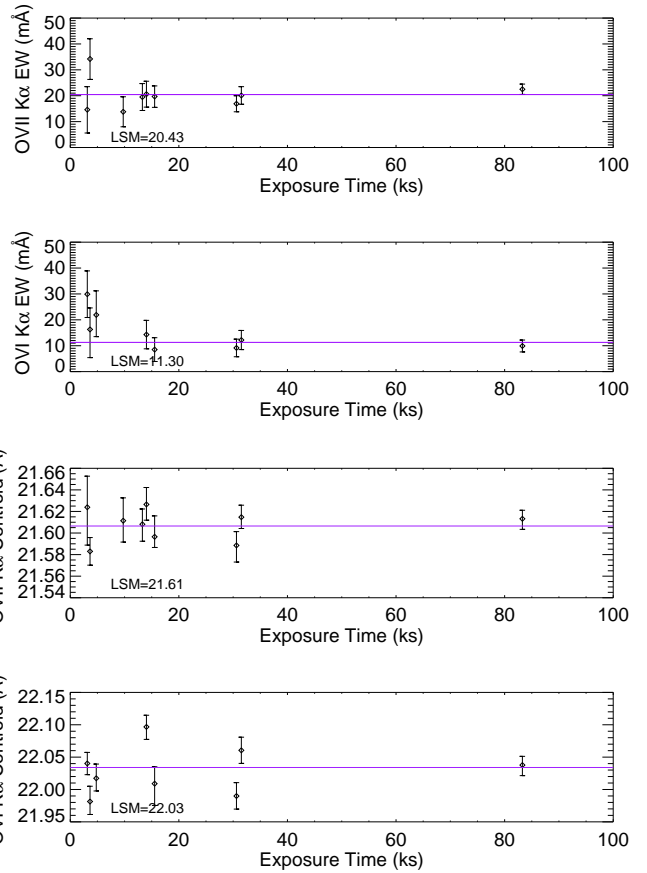 OVII Kα EW (mÅ)
50
40
30
20
10
0
LSM=20.43
0 20 40 60 80 100
Exposure Time (ks)
OVI Kα EW (mÅ)
50
40
30
20
10
0
LSM=11.30
0 20 40 60 80 100
Exposure Time (ks)
Kα Centroid
21.66
21.64
21.62
21.60
21.58
21.56
21.54
LSM=21.61
0 20 40 60 80 100
Exposure Time (ks)
Kα Centroid
22.15
22.10
22.05
22.00
21.95
LSM=22.03
0 20 40 60 80 100
Exposure Time (ks)